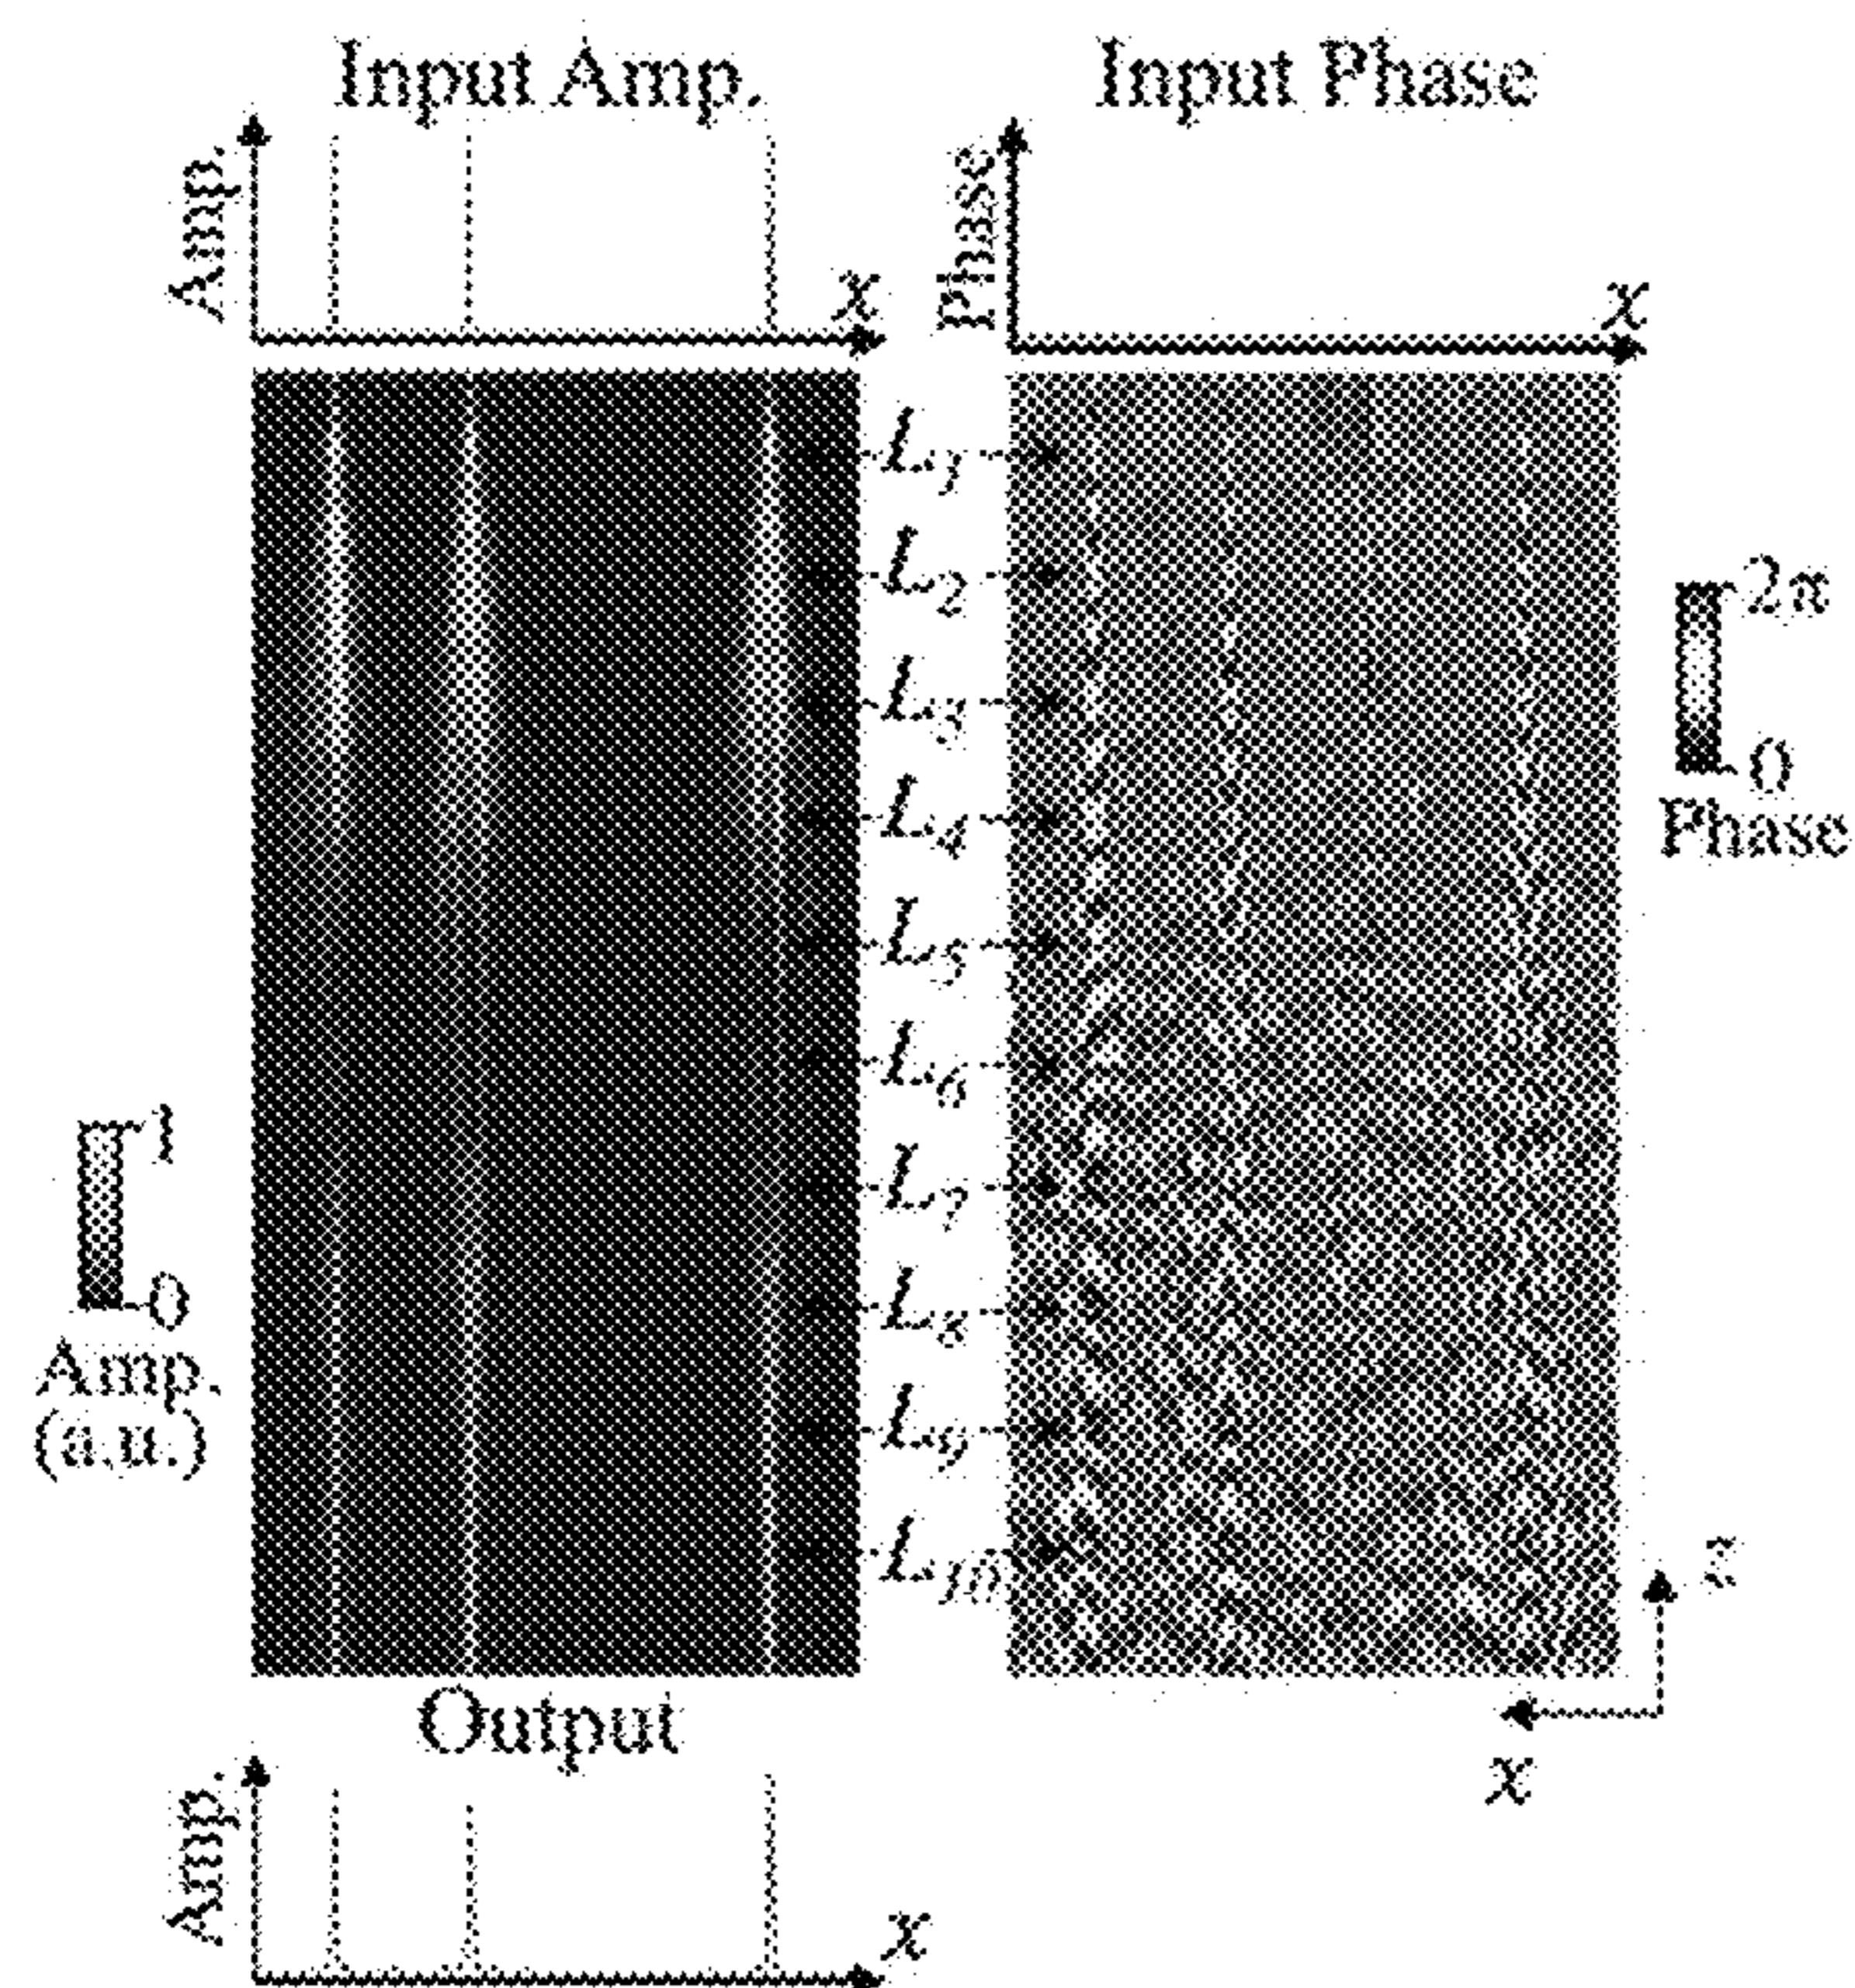 Input Amp.
Input Phase
Amp.
x
Phase
x
L1
L2
L3
L4
L5
L6
L7
L8
L9
L10
2π
0
Phase
1
0
Amp.
(a.u.)
z
x
Output
Amp.
x